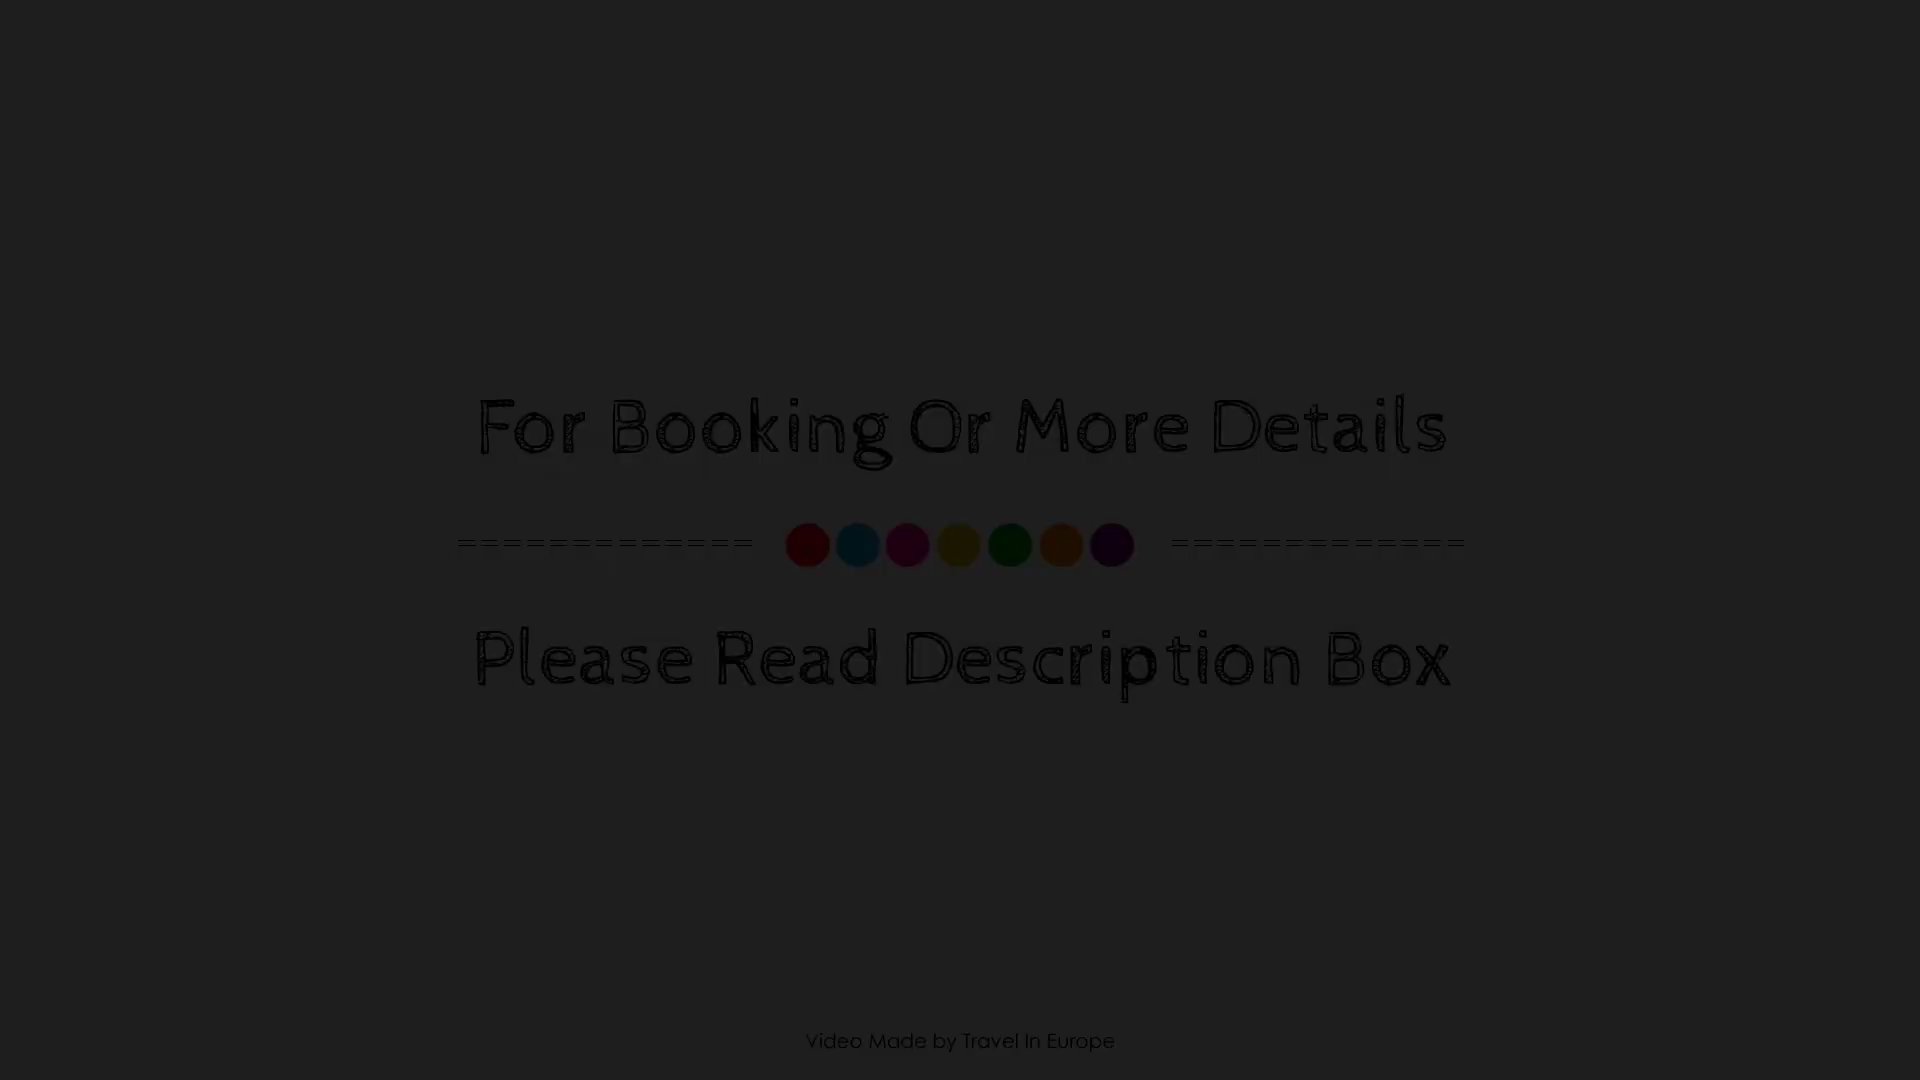 For Booking Or More Details
============= =============
Please Read Description Box
Video Made by Travel In Europe